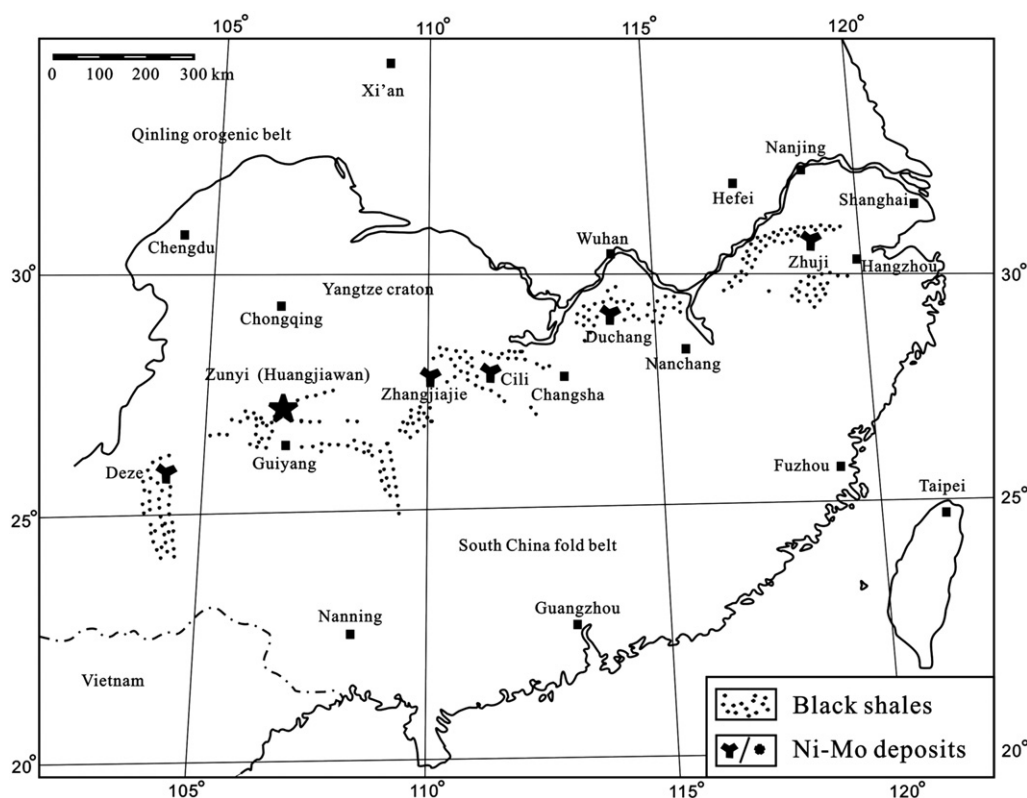 105° 110° 115° 120°
0 100 200 300 km
Xi'an
Qinling orogenic belt
Nanjing
Hefei
Shanghai
Chengdu
Wuhan
Zhuji
Hangzhou
30° 30°
Yangtze craton
Chongqing
Duchang
Nanchang
Zunyi (Huangjiawan)
Zhangjiajie
Cili
Changsha
Guiyang
Deze
Fuzhou
Taipei
25° 25°
South China fold belt
Nanning
Guangzhou
Vietnam
Black shales
/ Ni-Mo deposits
20° 20°
105° 110° 115° 120°